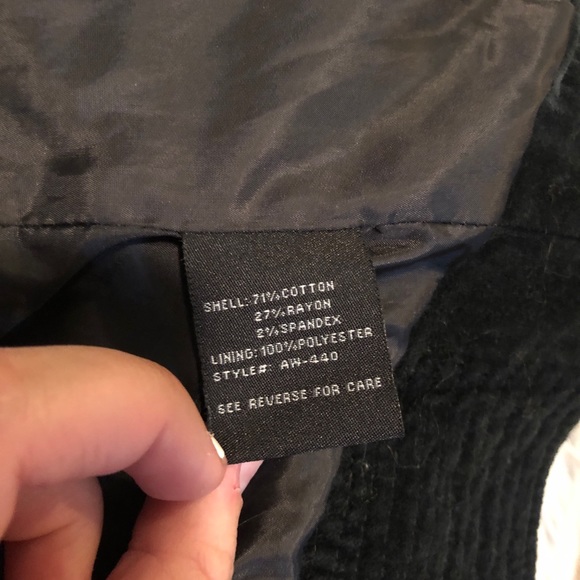 SHELL: 71% COTTON
27% RAYON
2% SPANDEX
LINING: 100% POLYESTER
STYLE#: AW-440
SEE REVERSE FOR CARE